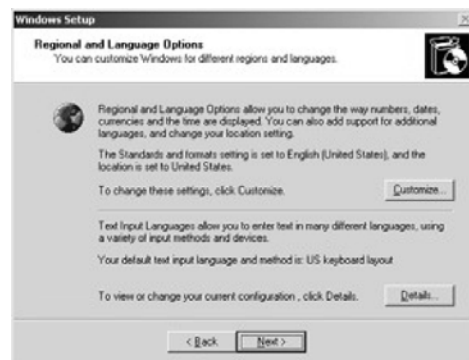 Windows Setup
Regional and Language Options
You can customize Windows for different regions and languages.
Regional and Language Options allow you to change the way numbers, dates,
currencies and the time are displayed. You can also add support for additional
languages, and change your location setting.
The Standards and formats setting is set to English (United States), and the
location is set to United States.
To change these settings, click Customize.
Customize...
Text Input Languages allow you to enter text in many different languages, using
a variety of input methods and devices.
Your default text input language and method is: US keyboard layout
To view or change your current configuration , click Details.
Details...
< Back
Next >